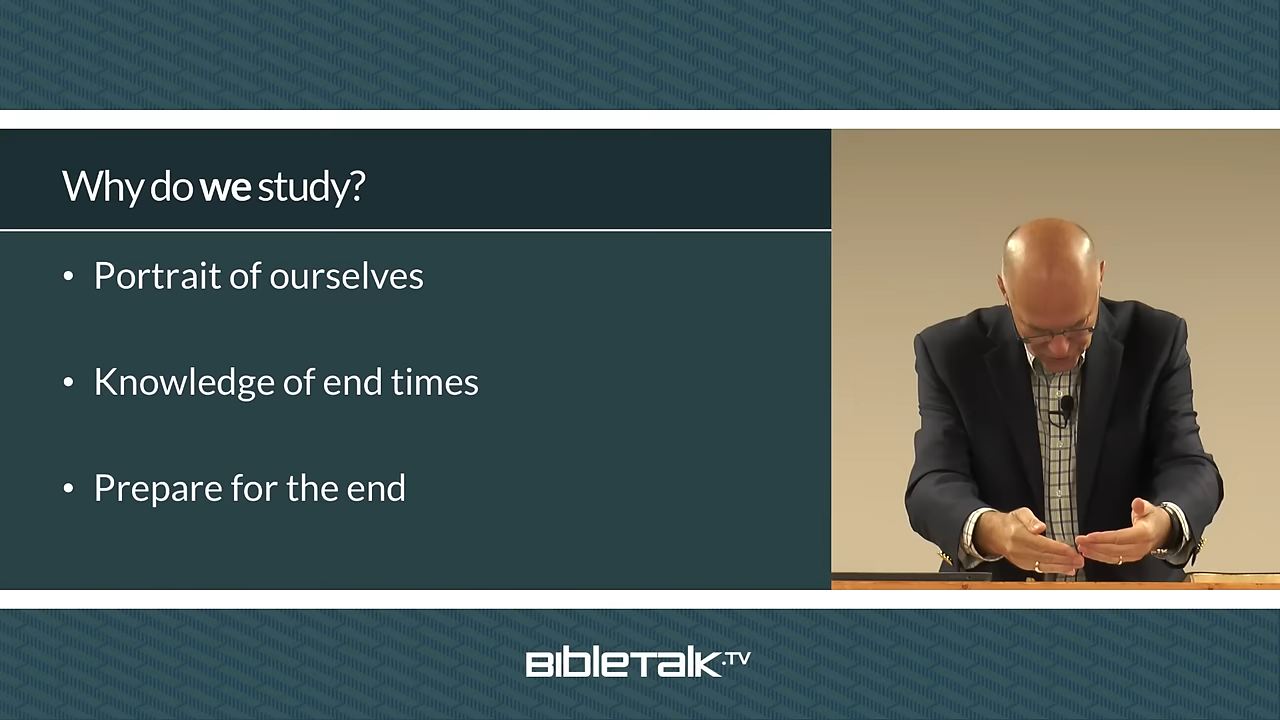 Why do we study?
• Portrait of ourselves
• Knowledge of end times
• Prepare for the end
BIBLETALK.TV